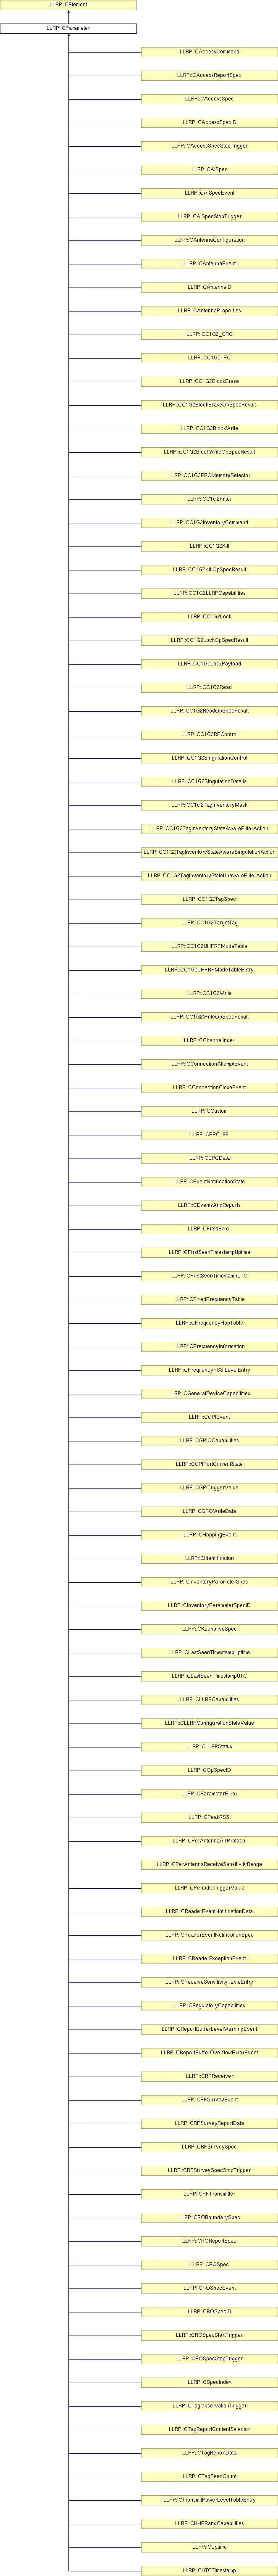 LLRP::CElement
LLRP::CParameter
LLRP::CAccessCommand
LLRP::CAccessReportSpec
LLRP::CAccessSpec
LLRP::CAccessSpecID
LLRP::CAccessSpecStopTrigger
LLRP::CAISpec
LLRP::CAISpecEvent
LLRP::CAISpecStopTrigger
LLRP::CAntennaConfiguration
LLRP::CAntennaEvent
LLRP::CAntennaID
LLRP::CAntennaProperties
LLRP::CC1G2_CRC
LLRP::CC1G2_PC
LLRP::CC1G2BlockErase
LLRP::CC1G2BlockEraseOpSpecResult
LLRP::CC1G2BlockWrite
LLRP::CC1G2BlockWriteOpSpecResult
LLRP::CC1G2EPCMemorySelector
LLRP::CC1G2Filter
LLRP::CC1G2InventoryCommand
LLRP::CC1G2Kill
LLRP::CC1G2KillOpSpecResult
LLRP::CC1G2LLRPCapabilities
LLRP::CC1G2Lock
LLRP::CC1G2LockOpSpecResult
LLRP::CC1G2LockPayload
LLRP::CC1G2Read
LLRP::CC1G2ReadOpSpecResult
LLRP::CC1G2RFControl
LLRP::CC1G2SingulationControl
LLRP::CC1G2SingulationDetails
LLRP::CC1G2TagInventoryMask
LLRP::CC1G2TagInventoryStateAwareFilterAction
LLRP::CC1G2TagInventoryStateAwareSingulationAction
LLRP::CC1G2TagInventoryStateUnawareFilterAction
LLRP::CC1G2TagSpec
LLRP::CC1G2TargetTag
LLRP::CC1G2UHFRFModeTable
LLRP::CC1G2UHFRFModeTableEntry
LLRP::CC1G2Write
LLRP::CC1G2WriteOpSpecResult
LLRP::CChannelIndex
LLRP::CConnectionAttemptEvent
LLRP::CConnectionCloseEvent
LLRP::CCustom
LLRP::CEPC_96
LLRP::CEPCData
LLRP::CEventNotificationState
LLRP::CEventsAndReports
LLRP::CFieldError
LLRP::CFirstSeenTimestampUptime
LLRP::CFirstSeenTimestampUTC
LLRP::CFixedFrequencyTable
LLRP::CFrequencyHopTable
LLRP::CFrequencyInformation
LLRP::CFrequencyRSSILevelEntry
LLRP::CGeneralDeviceCapabilities
LLRP::CGPIEvent
LLRP::CGPIOCapabilities
LLRP::CGPIPortCurrentState
LLRP::CGPITriggerValue
LLRP::CGPOWriteData
LLRP::CHoppingEvent
LLRP::CIdentification
LLRP::CInventoryParameterSpec
LLRP::CInventoryParameterSpecID
LLRP::CKeepaliveSpec
LLRP::CLastSeenTimestampUptime
LLRP::CLastSeenTimestampUTC
LLRP::CLLRPCapabilities
LLRP::CLLRPConfigurationStateValue
LLRP::CLLRPStatus
LLRP::COpSpecID
LLRP::CParameterError
LLRP::CPeakRSSI
LLRP::CPerAntennaAirProtocol
LLRP::CPerAntennaReceiveSensitivityRange
LLRP::CPeriodicTriggerValue
LLRP::CReaderEventNotificationData
LLRP::CReaderEventNotificationSpec
LLRP::CReaderExceptionEvent
LLRP::CReceiveSensitivityTableEntry
LLRP::CRegulatoryCapabilities
LLRP::CReportBufferLevelWarningEvent
LLRP::CReportBufferOverflowErrorEvent
LLRP::CRFReceiver
LLRP::CRFSurveyEvent
LLRP::CRFSurveyReportData
LLRP::CRFSurveySpec
LLRP::CRFSurveySpecStopTrigger
LLRP::CRFTransmitter
LLRP::CROBoundarySpec
LLRP::CROReportSpec
LLRP::CROSpec
LLRP::CROSpecEvent
LLRP::CROSpecID
LLRP::CROSpecStartTrigger
LLRP::CROSpecStopTrigger
LLRP::CSpecIndex
LLRP::CTagObservationTrigger
LLRP::CTagReportContentSelector
LLRP::CTagReportData
LLRP::CTagSeenCount
LLRP::CTransmitPowerLevelTableEntry
LLRP::CUHFBandCapabilities
LLRP::CUptime
LLRP::CUTCTimestamp